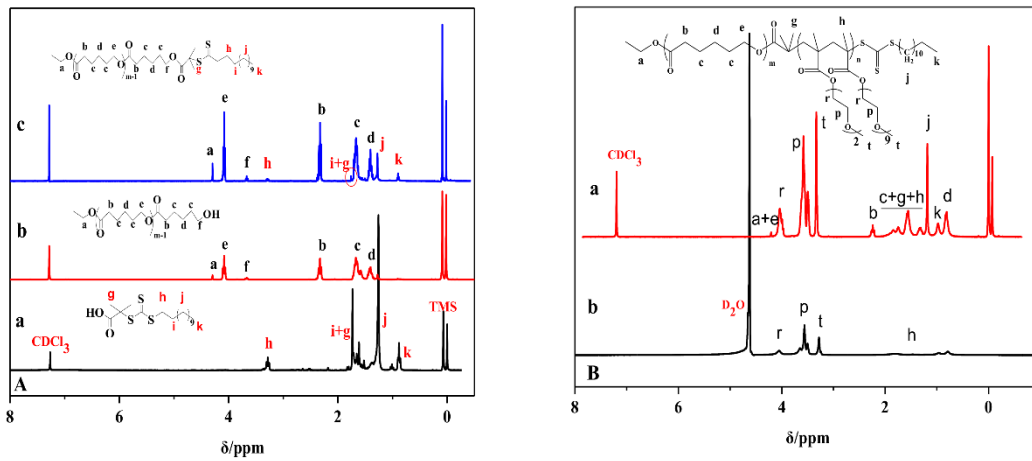 b d e b c c
a O O c c O m-1 b d f O O g S S S h j i 9 k
e
b
c
d
c
a
f
h
i+g
j
k
b d e b c c
a O O c c O m-1 c d f OH
b
e
b
c
d
a
f
g S h j
HO O S S i 9 k
a
TMS
CDCl3
h
i+g
j
k
A
8 6 4 2 0
δ/ppm
b d e g h
a O O c c O m O n S S S (CH2)10 k
j
O O O O
r r
p p
O 2 t O 9 t
CDCl3
a
a+e
r
p
t
b
c+g+h
j
k
d
b
D2O
r
p
t
h
B
8 6 4 2 0
δ/ppm